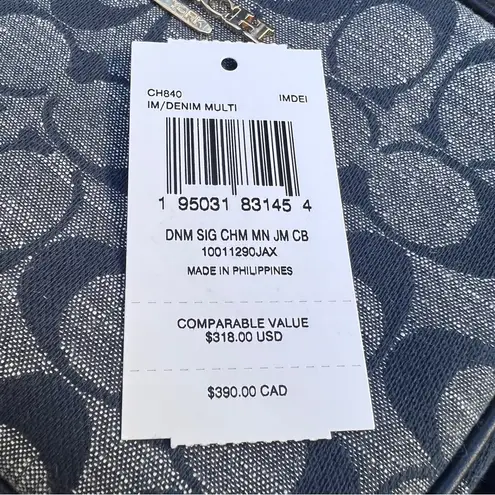 CH840 IMDEI
IM/DENIM MULTI
1 95031 83145 4
DNM SIG CHM MN JM CB
10011290JAX
MADE IN PHILIPPINES
COMPARABLE VALUE
$318.00 USD
$390.00 CAD